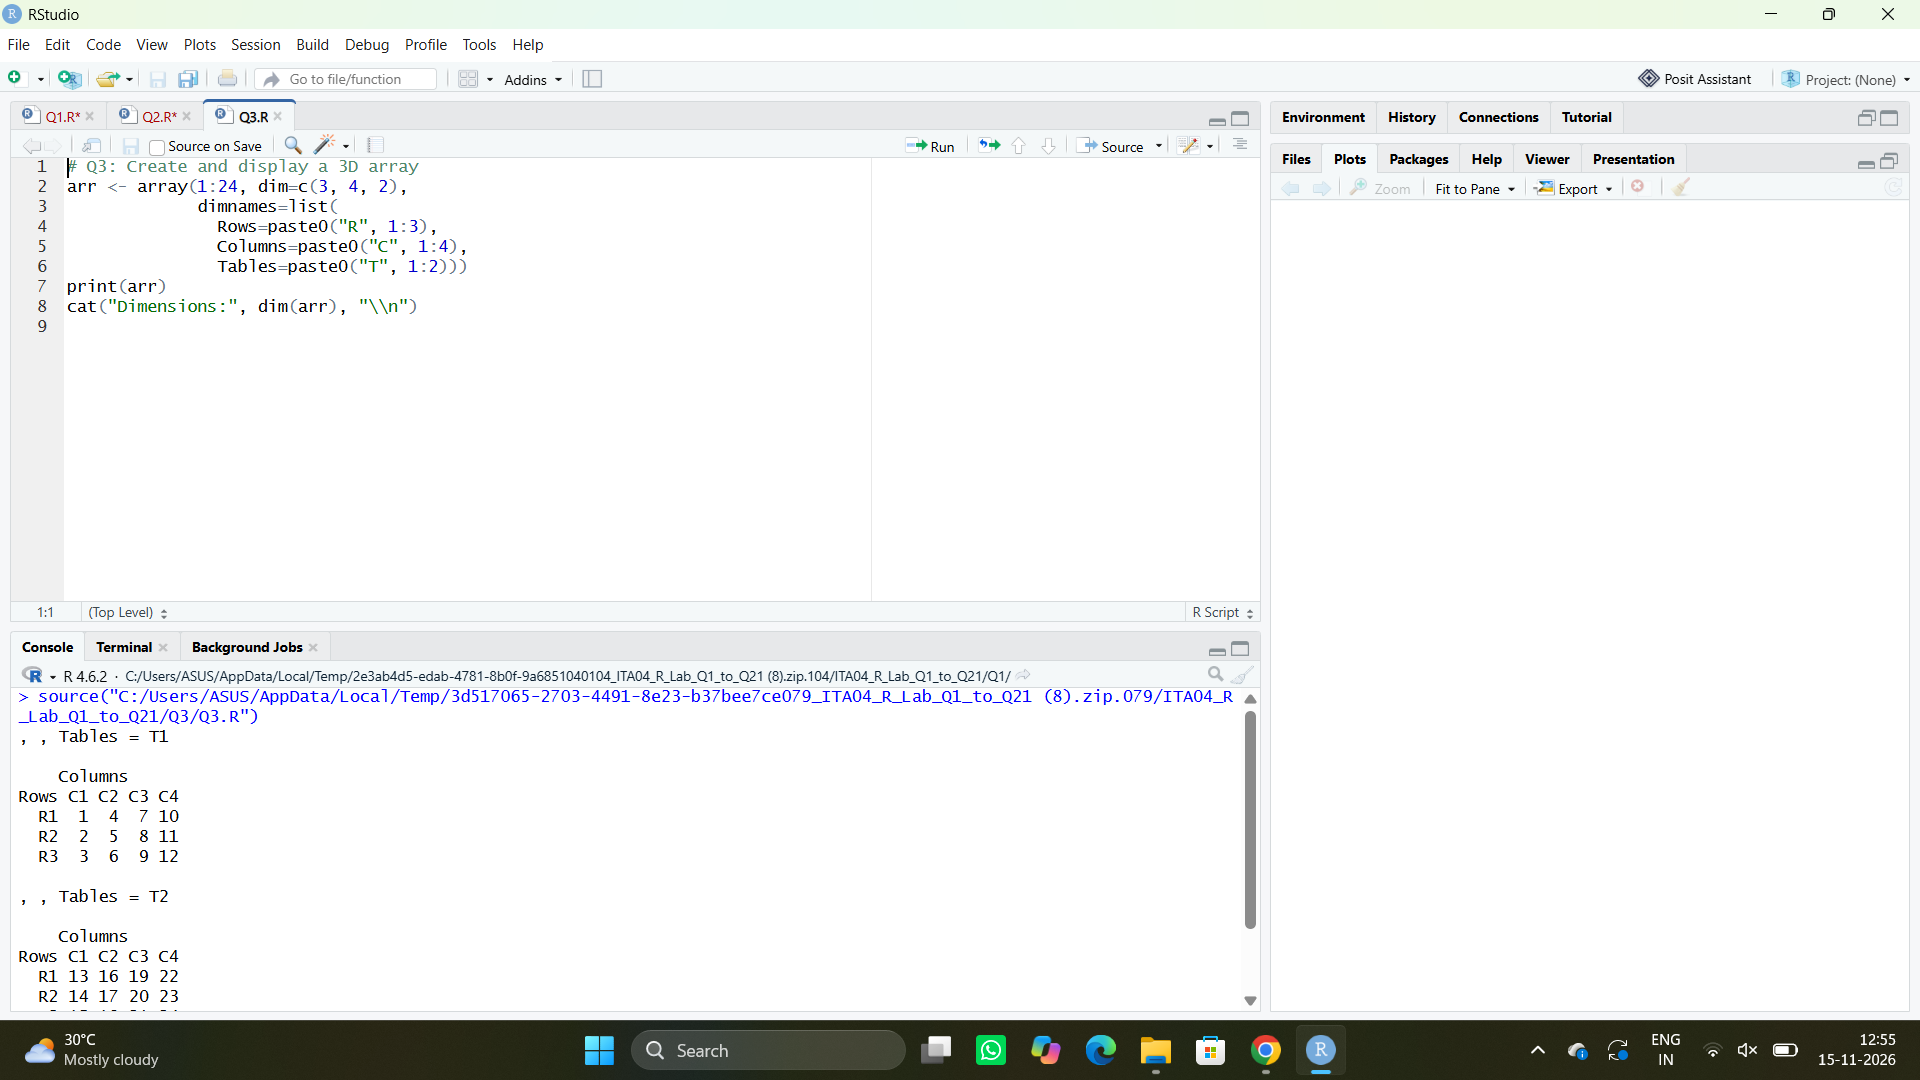 RStudio
File Edit Code View Plots Session Build Debug Profile Tools Help
Go to file/function Addins Posit Assistant Project: (None)
Q1.R* Q2.R* Q3.R
Source on Save Run Source
1 # Q3: Create and display a 3D array
2 arr <- array(1:24, dim=c(3, 4, 2),
3 dimnames=list(
4 Rows=paste0("R", 1:3),
5 Columns=paste0("C", 1:4),
6 Tables=paste0("T", 1:2)))
7 print(arr)
8 cat("Dimensions:", dim(arr), "\\n")
9
1:1 (Top Level) R Script
Console Terminal Background Jobs
R 4.6.2 · C:/Users/ASUS/AppData/Local/Temp/2e3ab4d5-edab-4781-8b0f-9a6851040104_ITA04_R_Lab_Q1_to_Q21 (8).zip.104/ITA04_R_Lab_Q1_to_Q21/Q1/
> source("C:/Users/ASUS/AppData/Local/Temp/3d517065-2703-4491-8e23-b37bee7ce079_ITA04_R_Lab_Q1_to_Q21 (8).zip.079/ITA04_R
_Lab_Q1_to_Q21/Q3/Q3.R")
, , Tables = T1
Columns
Rows C1 C2 C3 C4
R1 1 4 7 10
R2 2 5 8 11
R3 3 6 9 12
, , Tables = T2
Columns
Rows C1 C2 C3 C4
R1 13 16 19 22
R2 14 17 20 23
Environment History Connections Tutorial
Files Plots Packages Help Viewer Presentation
Zoom Fit to Pane Export
30°C
Mostly cloudy
Search
ENG
IN
12:55
15-11-2026